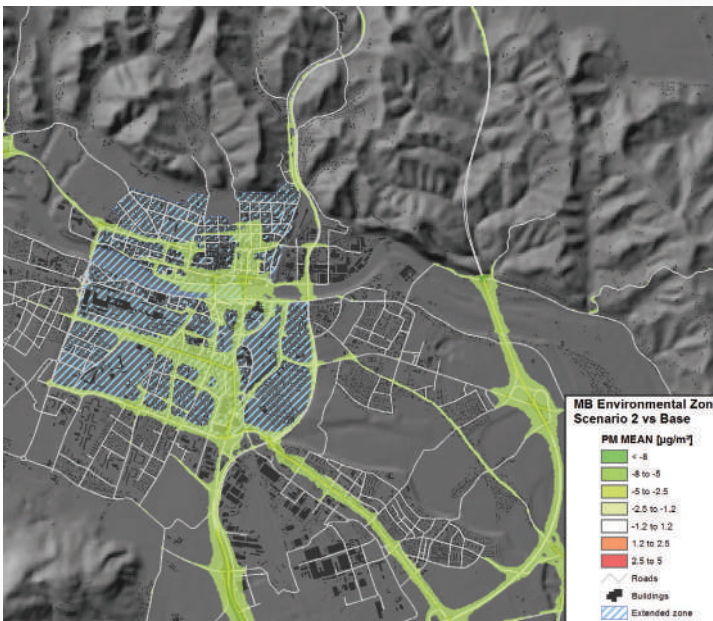 MB Environmental Zon
Scenario 2 vs Base
PM MEAN [µg/m³]
< -8
-8 to -5
-5 to -2.5
-2.5 to -1.2
-1.2 to 1.2
1.2 to 2.5
2.5 to 5
Roads
Buildings
Extended zone